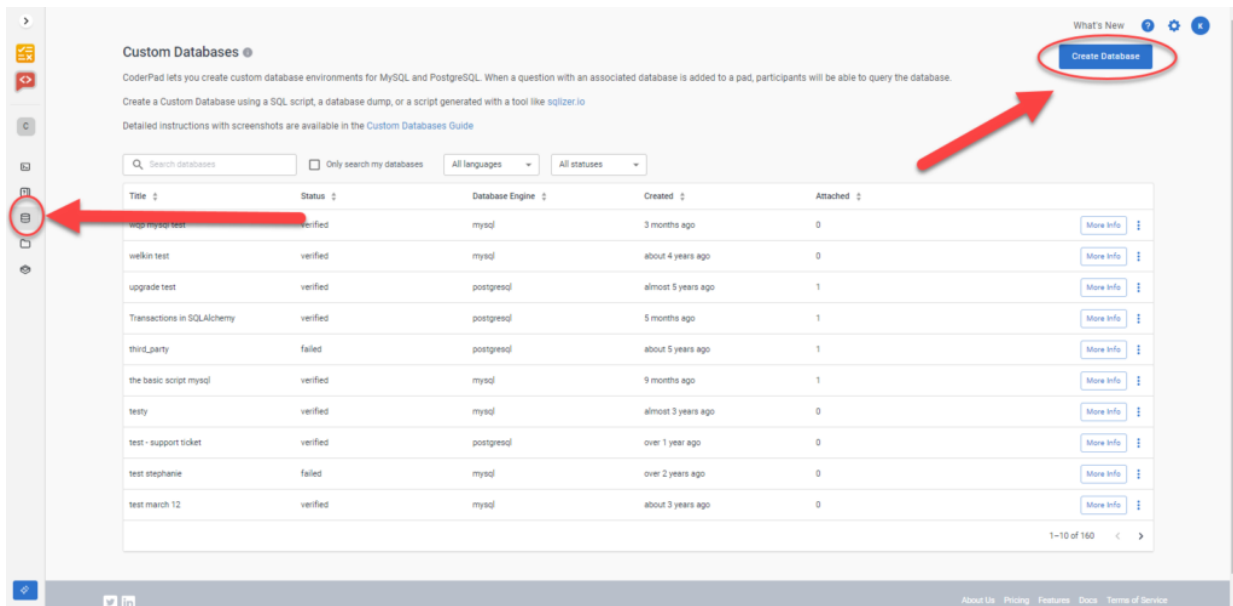 What's New ? K
Custom Databases
Create Database
CoderPad lets you create custom database environments for MySQL and PostgreSQL. When a question with an associated database is added to a pad, participants will be able to query the database.
Create a Custom Database using a SQL script, a database dump, or a script generated with a tool like sqlizer.io
C
Detailed instructions with screenshots are available in the Custom Databases Guide
Search databases Only search my databases All languages All statuses
Title Status Database Engine Created Attached
wqp mysql test verified mysql 3 months ago 0 More Info
welkin test verified mysql about 4 years ago 0 More Info
upgrade test verified postgresql almost 5 years ago 1 More Info
Transactions in SQLAlchemy verified postgresql 5 months ago 1 More Info
third_party failed postgresql about 5 years ago 1 More Info
the basic script mysql verified mysql 9 months ago 1 More Info
testy verified mysql almost 3 years ago 0 More Info
test - support ticket verified postgresql over 1 year ago 0 More Info
test stephanie failed mysql over 2 years ago 0 More Info
test march 12 verified mysql about 3 years ago 0 More Info
1–10 of 160
About Us Pricing Features Docs Terms of Service